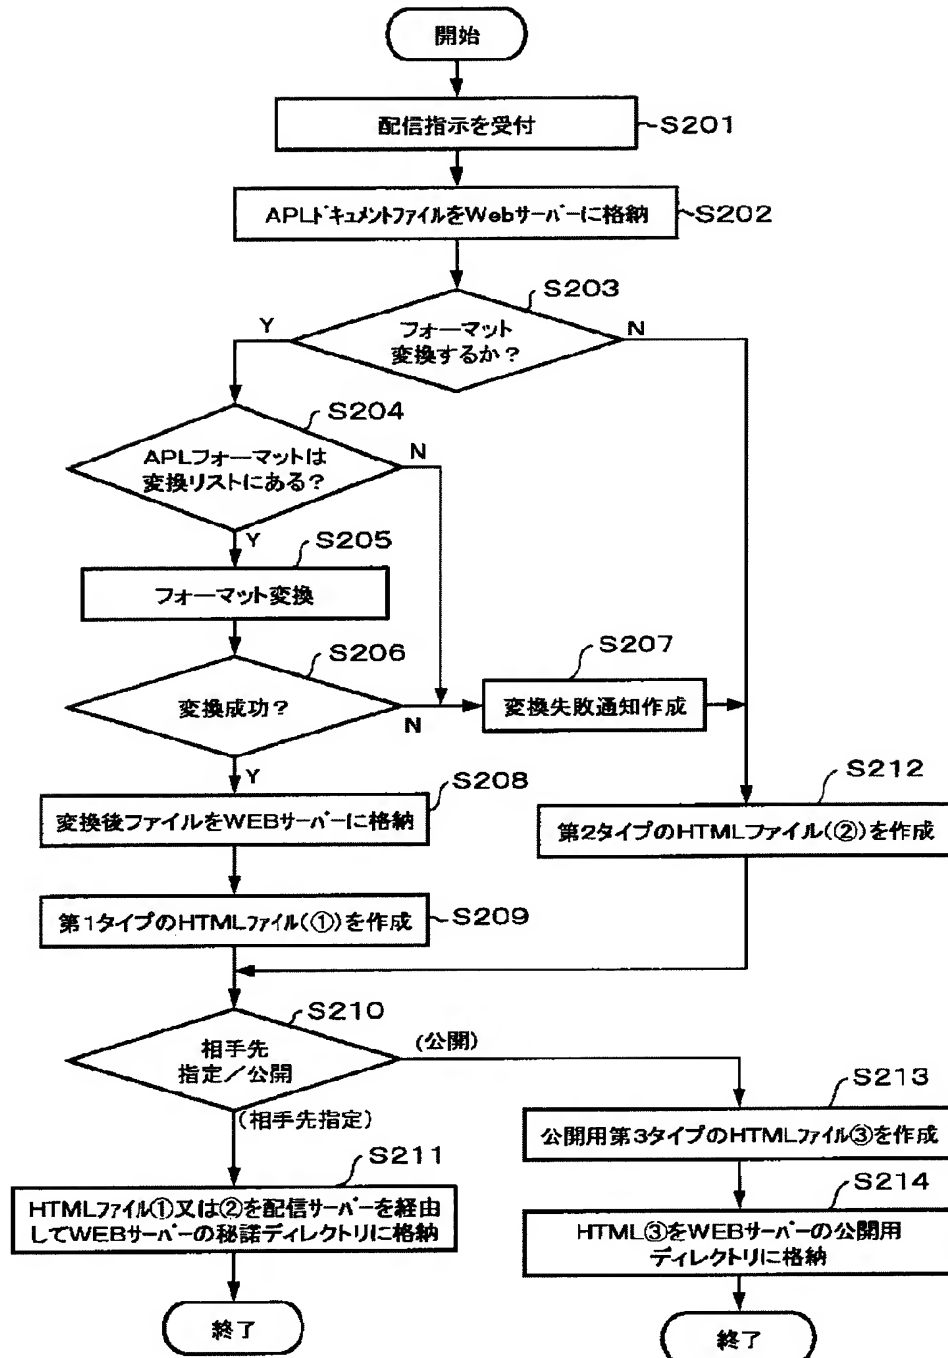 開始
配信指示を受付
S201
APLドキュメントファイルをWebサーバーに格納
S202
S203
フォーマット
変換するか?
Y
N
S204
APLフォーマットは
変換リストにある?
N
Y
S205
フォーマット変換
S206
変換成功?
N
S207
変換失敗通知作成
Y
S208
変換後ファイルをWEBサーバーに格納
S212
第2タイプのHTMLファイル(②)を作成
第1タイプのHTMLファイル(①)を作成
S209
S210
相手先
指定/公開
(公開)
(相手先指定)
S213
公開用第3タイプのHTMLファイル③を作成
S211
HTMLファイル①又は②を配信サーバーを経由
してWEBサーバーの秘諾ディレクトリに格納
S214
HTML③をWEBサーバーの公開用
ディレクトリに格納
終了
終了